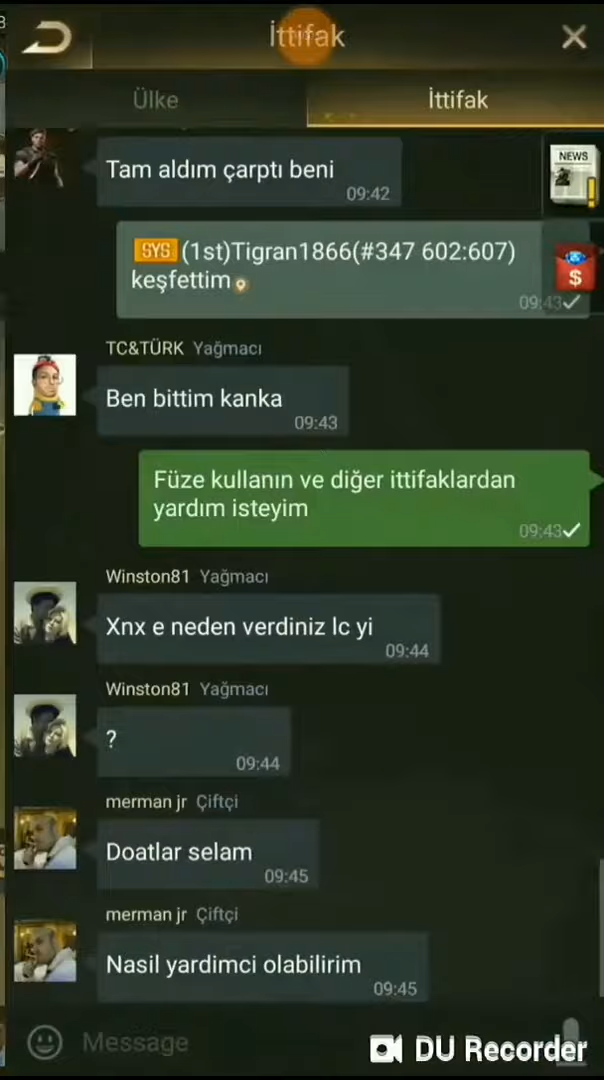 İttifak
Ülke
İttifak
NEWS
Tam aldım çarptı beni
09:42
SYS (1st)Tigran1866(#347 602:607)
keşfettim
09:43
TC&TÜRK Yağmacı
Ben bittim kanka
09:43
Füze kullanın ve diğer ittifaklardan
yardım isteyim
09:43
Winston81 Yağmacı
Xnx e neden verdiniz lc yi
09:44
Winston81 Yağmacı
?
09:44
merman jr Çiftçi
Doatlar selam
09:45
merman jr Çiftçi
Nasil yardimci olabilirim
09:45
Message
DU Recorder